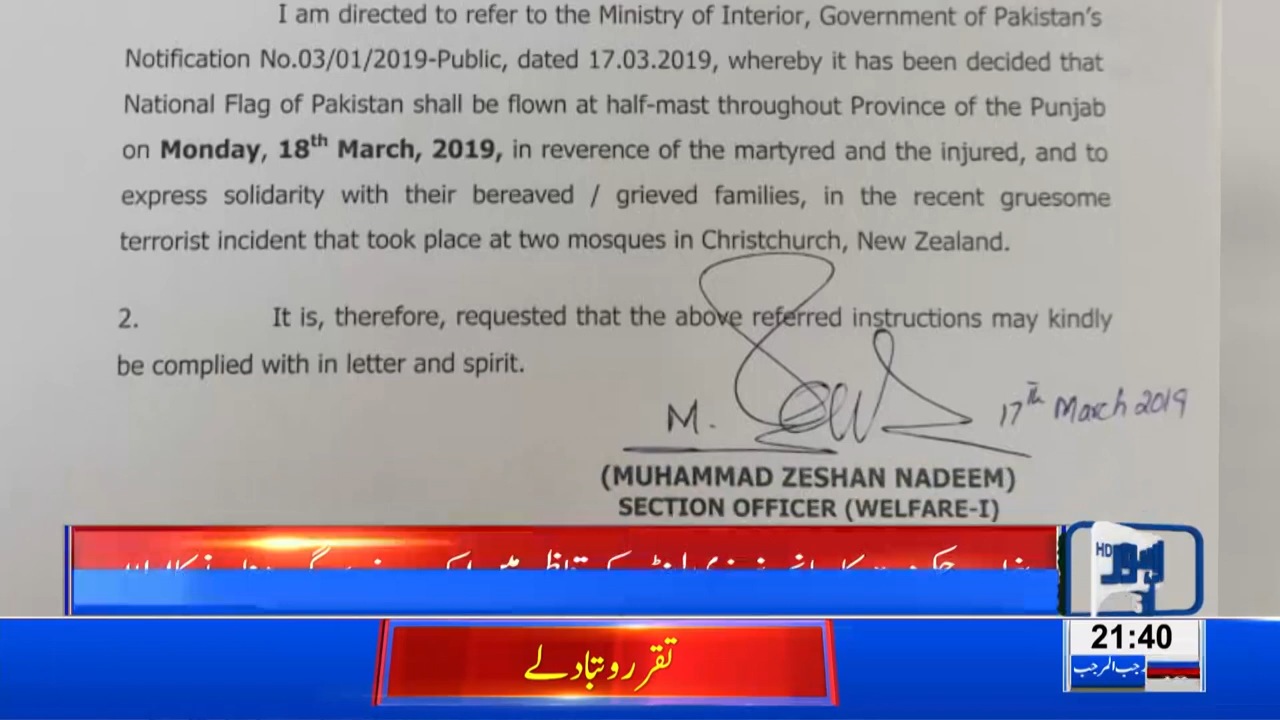 I am directed to refer to the Ministry of Interior, Government of Pakistan's
Notification No.03/01/2019-Public, dated 17.03.2019, whereby it has been decided that
National Flag of Pakistan shall be flown at half-mast throughout Province of the Punjab
on Monday, 18th March, 2019, in reverence of the martyred and the injured, and to
express solidarity with their bereaved / grieved families, in the recent gruesome
terrorist incident that took place at two mosques in Christchurch, New Zealand.
2. It is, therefore, requested that the above referred instructions may kindly
be complied with in letter and spirit.
M.
17th March 2019
(MUHAMMAD ZESHAN NADEEM)
SECTION OFFICER (WELFARE-I)
HD لاہور
21:40
تقرروتبادلے
رجب المرجب